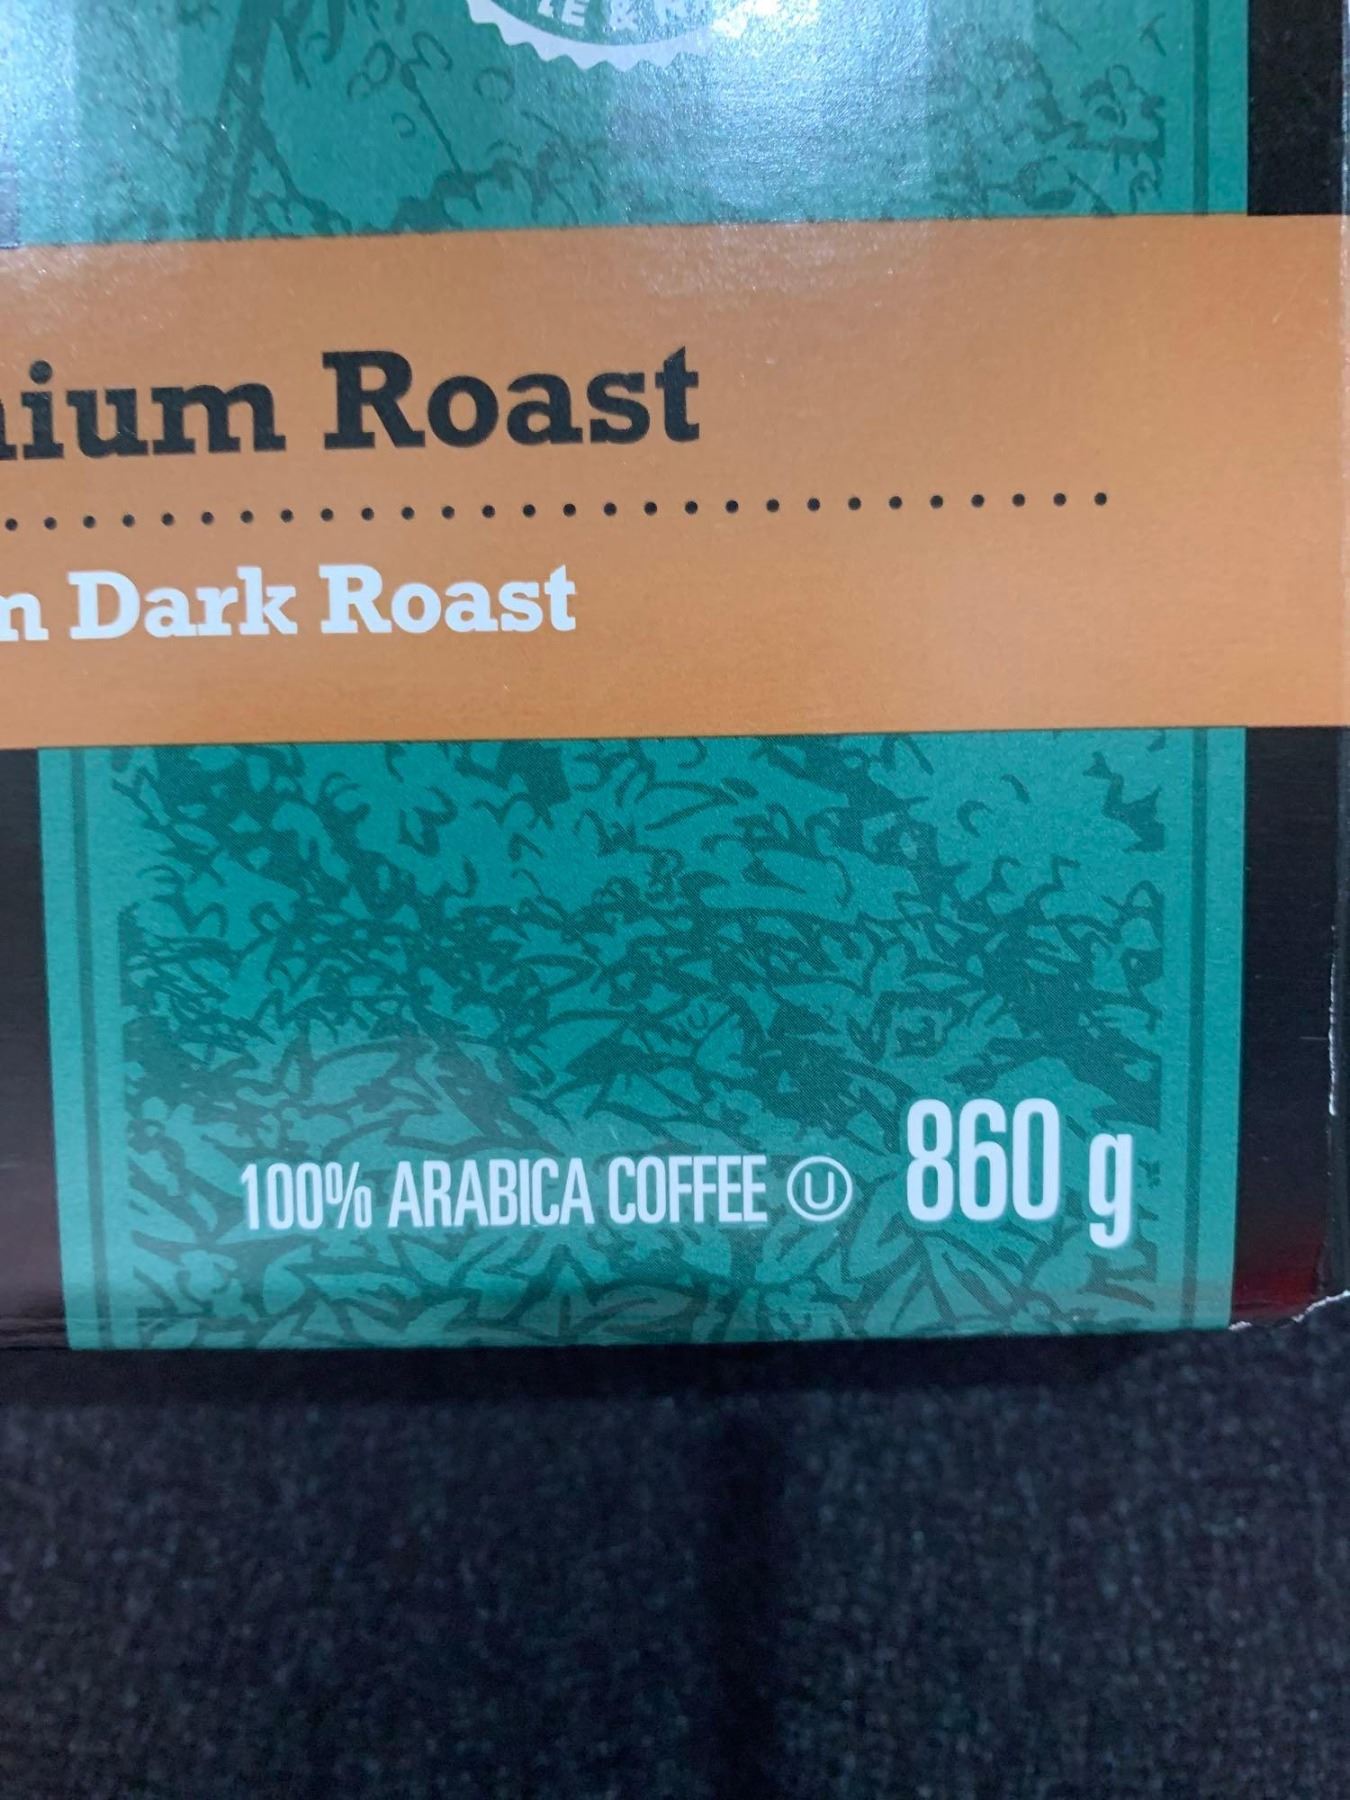 nium Roast
m Dark Roast
100% ARABICA COFFEE Ⓤ 860 g